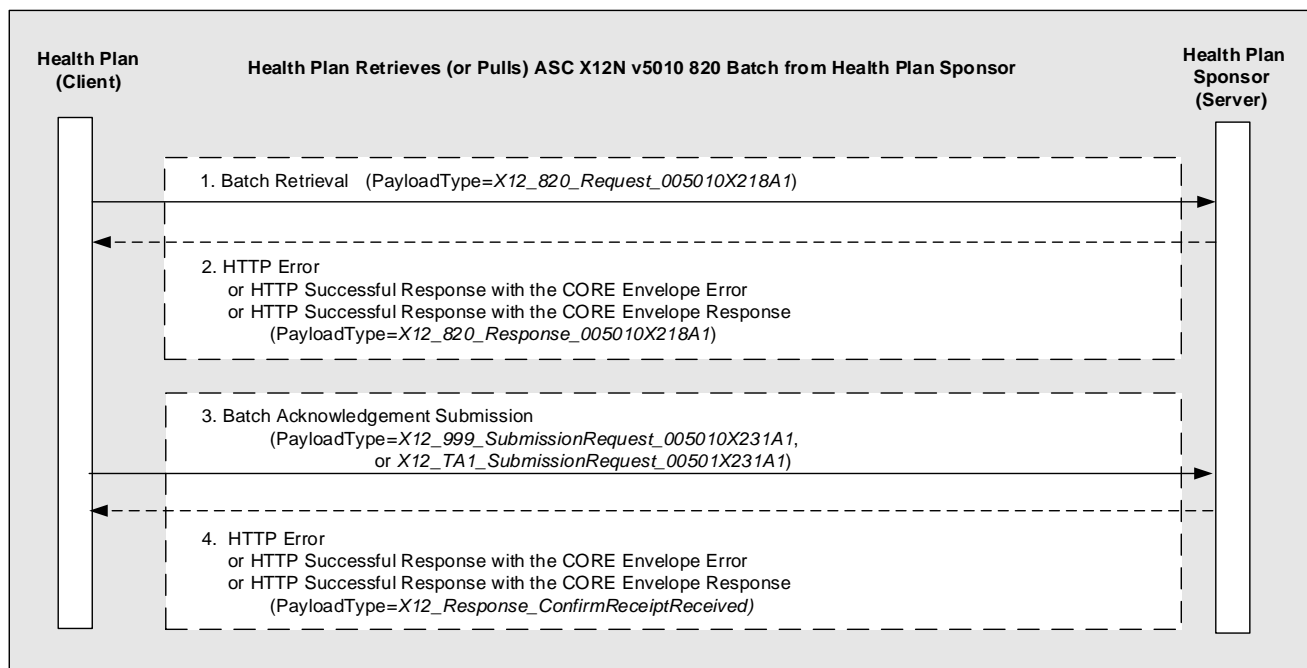 Health Plan
(Client)
Health Plan Retrieves (or Pulls) ASC X12N v5010 820 Batch from Health Plan Sponsor
Health Plan
Sponsor
(Server)
1. Batch Retrieval (PayloadType=X12_820_Request_005010X218A1)
2. HTTP Error
or HTTP Successful Response with the CORE Envelope Error
or HTTP Successful Response with the CORE Envelope Response
(PayloadType=X12_820_Response_005010X218A1)
3. Batch Acknowledgement Submission
(PayloadType=X12_999_SubmissionRequest_005010X231A1,
or X12_TA1_SubmissionRequest_00501X231A1)
4. HTTP Error
or HTTP Successful Response with the CORE Envelope Error
or HTTP Successful Response with the CORE Envelope Response
(PayloadType=X12_Response_ConfirmReceiptReceived)